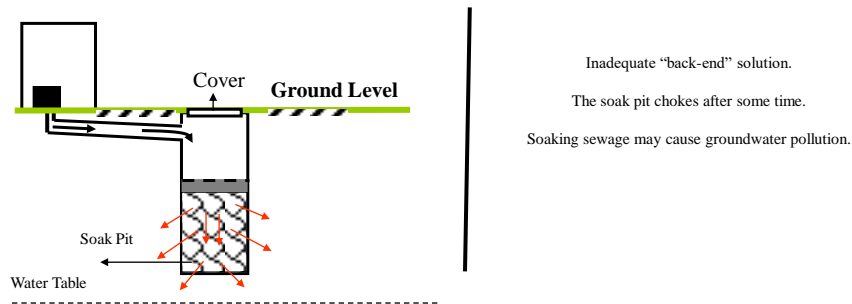 Cover
Ground Level
Soak Pit
Water Table
Inadequate “back-end” solution.
The soak pit chokes after some time.
Soaking sewage may cause groundwater pollution.